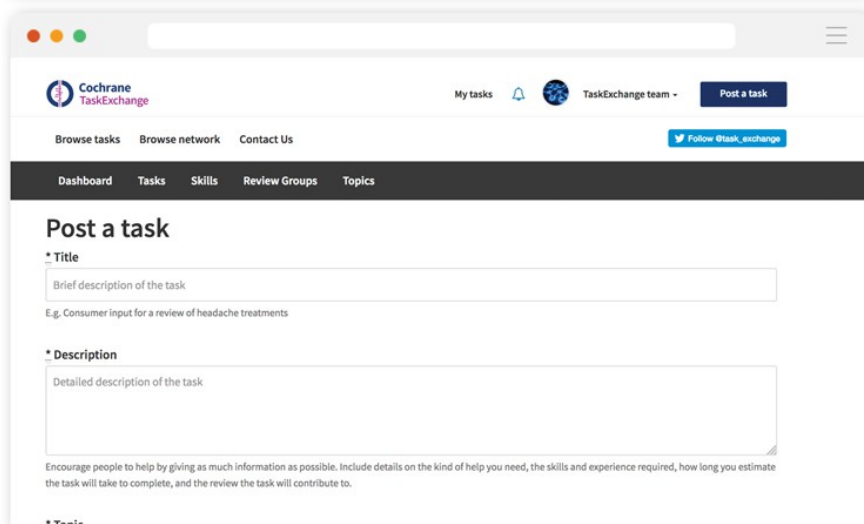 Cochrane
TaskExchange
My tasks
TaskExchange team
Post a task
Browse tasks Browse network Contact Us
Follow @task_exchange
Dashboard Tasks Skills Review Groups Topics
Post a task
* Title
Brief description of the task
E.g. Consumer input for a review of headache treatments
* Description
Detailed description of the task
Encourage people to help by giving as much information as possible. Include details on the kind of help you need, the skills and experience required, how long you estimate
the task will take to complete, and the review the task will contribute to.
* Topic